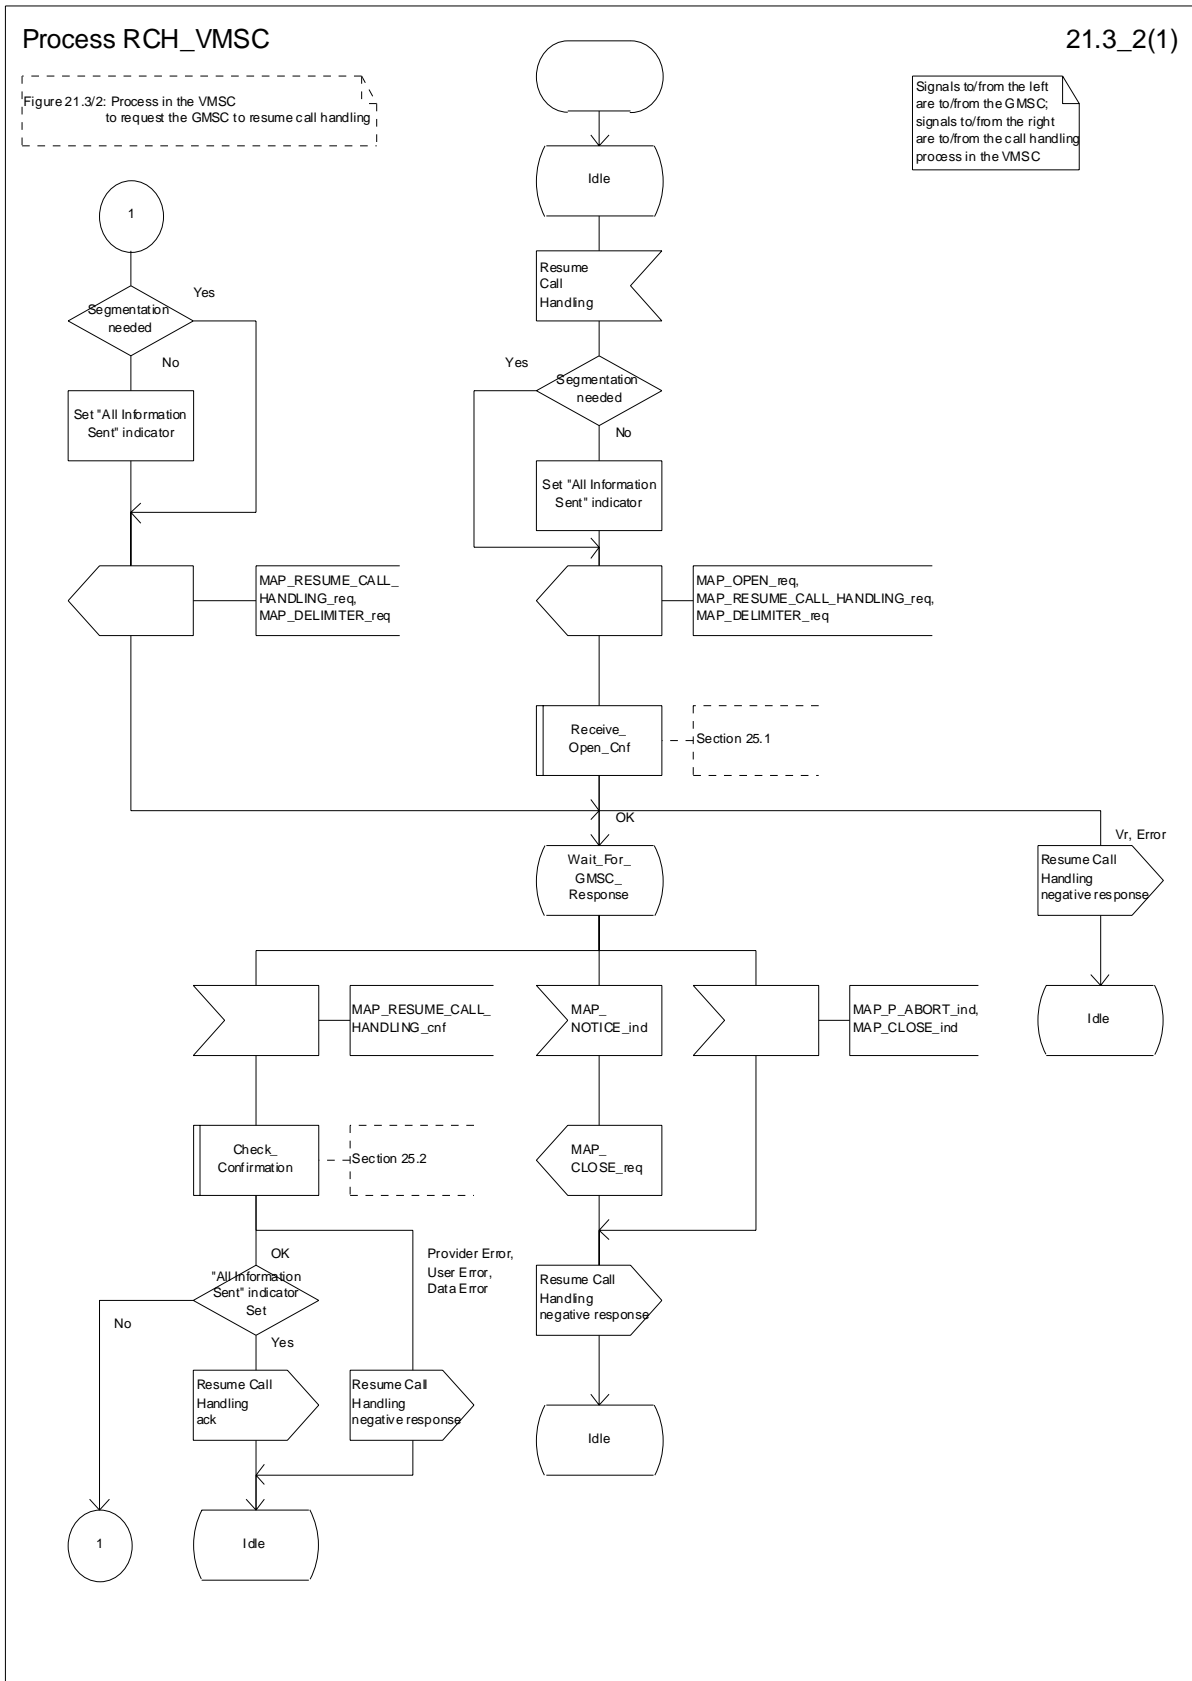 Process RCH_VMSC
21.3_2(1)
Figure 21.3/2: Process in the VMSC
to request the GMSC to resume call handling
Signals to/from the left
are to/from the GMSC;
signals to/from the right
are to/from the call handling
process in the VMSC
Idle
1
Resume
Call
Handling
Segmentation
needed
Yes
No
Yes
Segmentation
needed
No
Set "All Information
Sent" indicator
Set "All Information
Sent" indicator
MAP_RESUME_CALL_
HANDLING_req,
MAP_DELIMITER_req
MAP_OPEN_req,
MAP_RESUME_CALL_HANDLING_req,
MAP_DELIMITER_req
Receive_
Open_Cnf
Section 25.1
OK
Vr, Error
Wait_For_
GMSC_
Response
Resume Call
Handling
negative response
MAP_RESUME_CALL_
HANDLING_cnf
MAP_
NOTICE_ind
MAP_P_ABORT_ind,
MAP_CLOSE_ind
Idle
Check_
Confirmation
Section 25.2
MAP_
CLOSE_req
OK
Provider Error,
User Error,
Data Error
"All Information
Sent" indicator
Set
No
Yes
Resume Call
Handling
negative response
Resume Call
Handling
ack
Resume Call
Handling
negative response
Idle
1
Idle